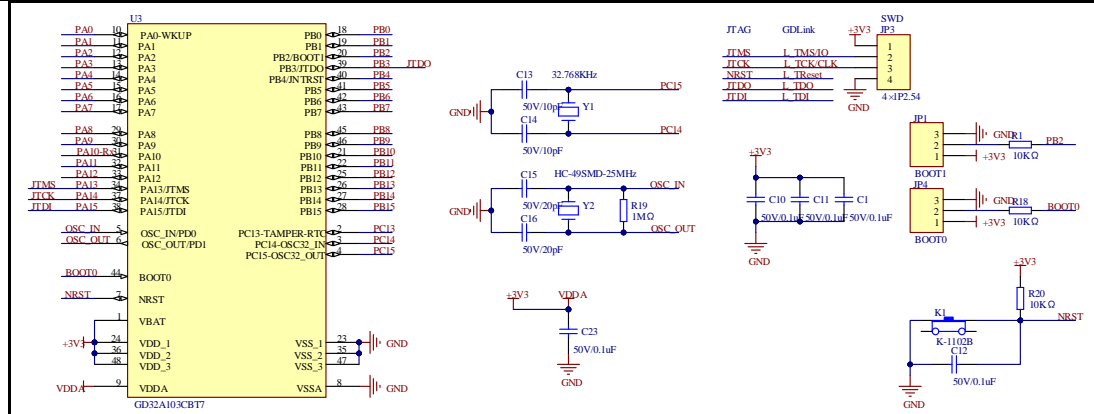 U3
PA0 10 PA0-WKUP PB0 18 PB0
PA1 11 PA1 PB1 19 PB1
PA2 12 PA2 PB2/BOOT1 20 PB2
PA3 13 PA3 PB3/JTDO 39 PB3 JTDO
PA4 14 PA4 PB4/JNTRST 40 PB4
PA5 15 PA5 PB5 41 PB5
PA6 16 PA6 PB6 42 PB6
PA7 17 PA7 PB7 43 PB7
PA8 29 PA8 PB8 45 PB8
PA9 30 PA9 PB9 46 PB9
PA10-Rx 31 PA10 PB10 21 PB10
PA11 32 PA11 PB11 22 PB11
PA12 33 PA12 PB12 25 PB12
JTMS PA13 34 PA13/JTMS PB13 26 PB13
JTCK PA14 37 PA14/JTCK PB14 27 PB14
JTDI PA15 38 PA15/JTDI PB15 28 PB15
OSC_IN 5 OSC_IN/PD0 PC13-TAMPER-RTC 2 PC13
OSC_OUT 6 OSC_OUT/PD1 PC14-OSC32_IN 3 PC14
PC15-OSC32_OUT 4 PC15
BOOT0 44 BOOT0
NRST 7 NRST
1 VBAT
+3V3 24 VDD_1 VSS_1 23 GND
36 VDD_2 VSS_2 35
48 VDD_3 VSS_3 47
VDDA 9 VDDA VSSA 8 GND
GD32A103CBT7
C13 32.768KHz
PC15
GND 50V/10pF Y1
C14
PC14
50V/10pF
C15 HC-49SMD-25MHz
OSC_IN
GND 50V/20pF Y2 R19
1MΩ
C16
OSC_OUT
50V/20pF
+3V3 VDDA
C23
50V/0.1uF
GND
SWD
JTAG GDLink +3V3 JP3
JTMS L_TMS/IO 1
JTCK L_TCK/CLK 2
NRST L_TReset 3
JTDO L_TDO 4
JTDI L_TDI
4×1P2.54
GND
+3V3
C10 C11 C1
50V/0.1uF 50V/0.1uF 50V/0.1uF
GND
JP1
3 GND R1 PB2
2
1 +3V3 10KΩ
BOOT1
JP4
3 GND R18 BOOT0
2
1 +3V3 10KΩ
BOOT0
+3V3
R20
10KΩ
K1 NRST
K-1102B
C12
50V/0.1uF
GND